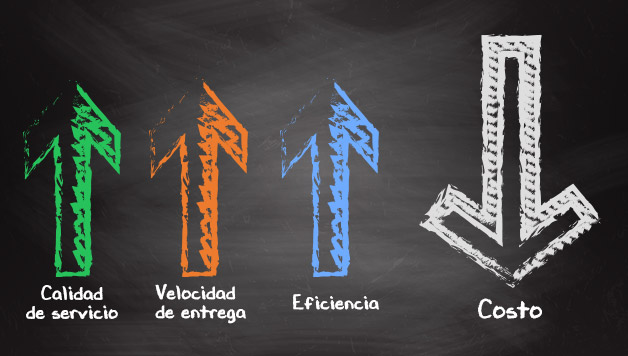 Calidad
de servicio
Velocidad
de entrega
Eficiencia
Costo